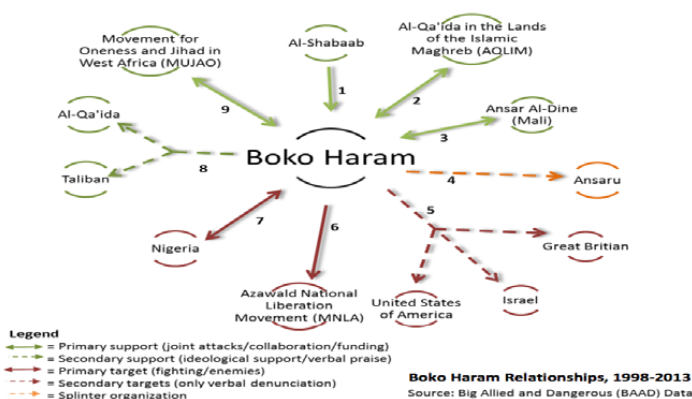 Movement for
Oneness and Jihad in
West Africa (MUJAO)
Al-Shabaab
Al-Qa'ida in the Lands
of the Islamic
Maghreb (AQLIM)
1
2
9
Al-Qa'ida
Ansar Al-Dine
(Mali)
3
Boko Haram
8
4
Taliban
Ansaru
5
7
6
Nigeria
Great Britian
Azawald National
Liberation
Movement (MNLA)
United States
of America
Israel
Legend
= Primary support (joint attacks/collaboration/funding)
= Secondary support (ideological support/verbal praise)
= Primary target (fighting/enemies)
= Secondary targets (only verbal denunciation)
= Splinter organization
Boko Haram Relationships, 1998-2013
Source: Big Allied and Dangerous (BAAD) Data